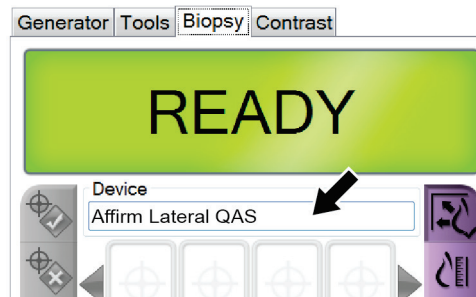 Generator Tools Biopsy Contrast
READY
Device
Affirm Lateral QAS